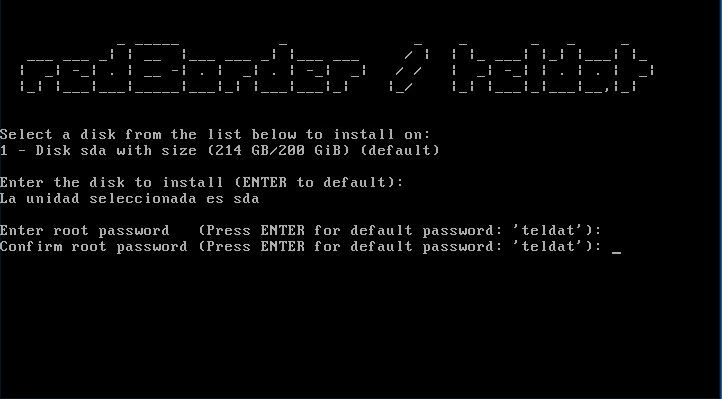 redBorder / teldat
Select a disk from the list below to install on:
1 - Disk sda with size (214 GB/200 GiB) (default)
Enter the disk to install (ENTER to default):
La unidad seleccionada es sda
Enter root password   (Press ENTER for default password: 'teldat'):
Confirm root password (Press ENTER for default password: 'teldat'): _